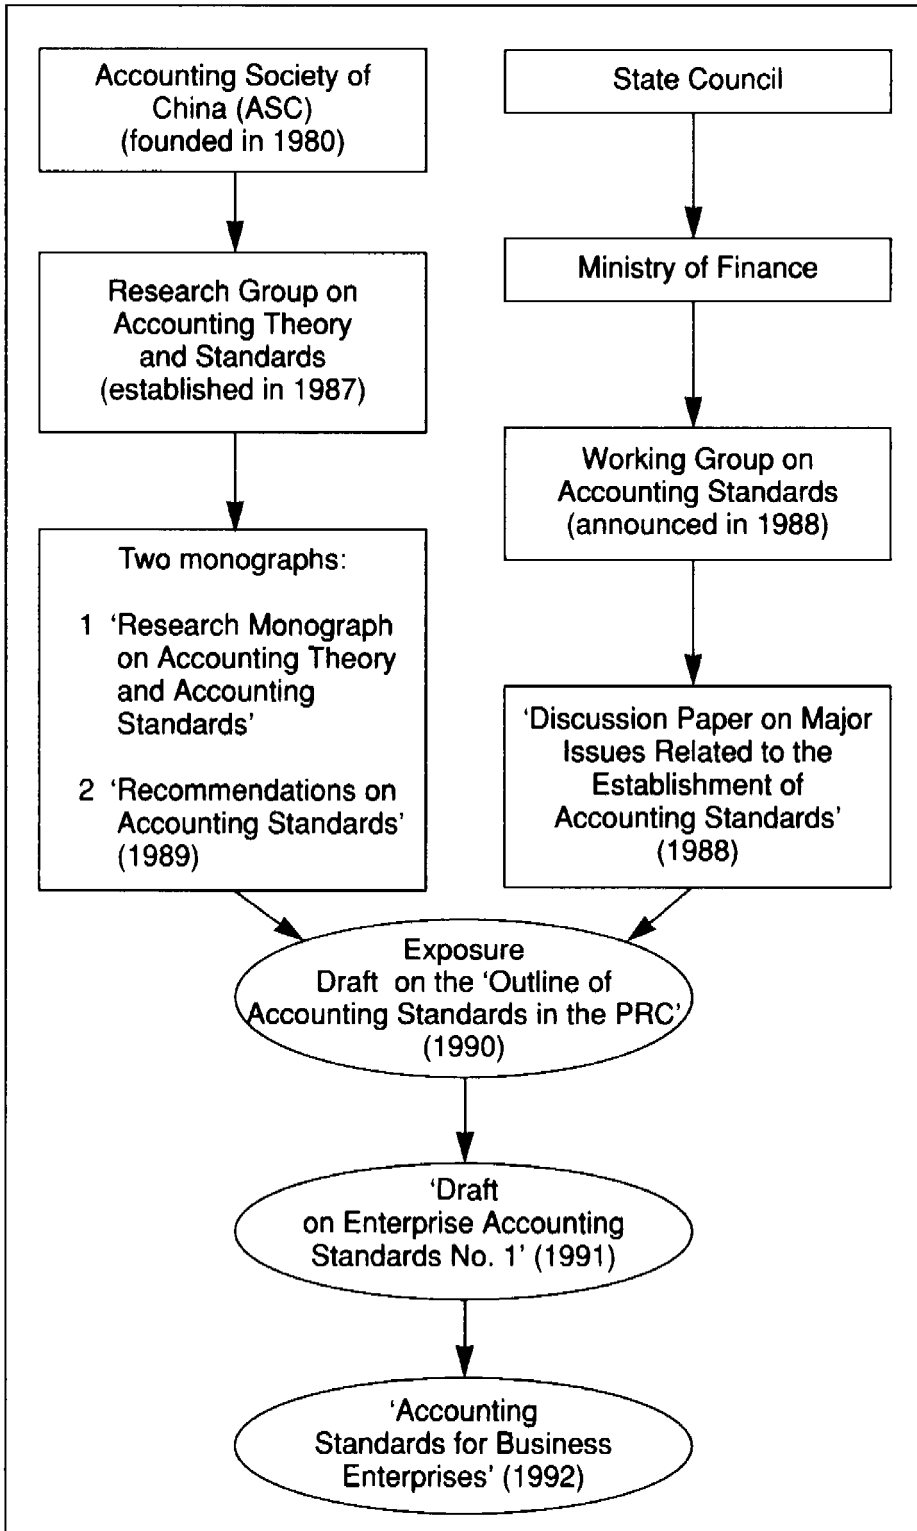 Accounting Society of
China (ASC)
(founded in 1980)
Research Group on
Accounting Theory
and Standards
(established in 1987)
Two monographs:
1 ‘Research Monograph
on Accounting Theory
and Accounting
Standards’
2 ‘Recommendations on
Accounting Standards’
(1989)
State Council
Ministry of Finance
Working Group on
Accounting Standards
(announced in 1988)
‘Discussion Paper on Major
Issues Related to the
Establishment of
Accounting Standards’
(1988)
Exposure
Draft on the ‘Outline of
Accounting Standards in the PRC’
(1990)
‘Draft
on Enterprise Accounting
Standards No. 1’ (1991)
‘Accounting
Standards for Business
Enterprises’ (1992)